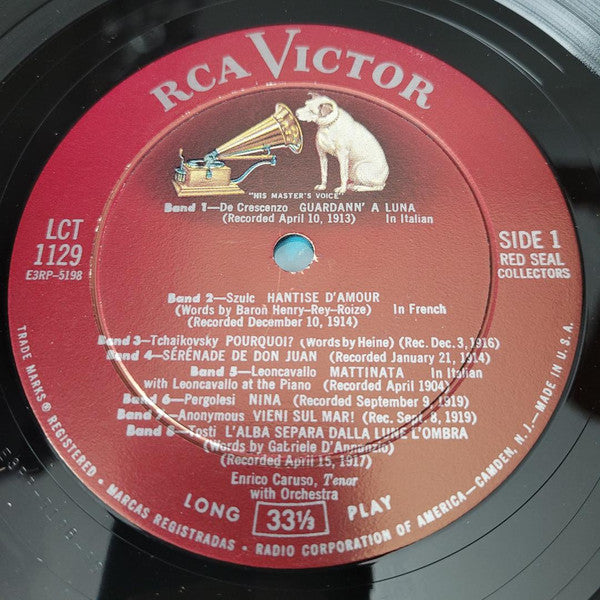 RCA VICTOR
"HIS MASTER'S VOICE"
Band 1—De Crescenzo GUARDANN' A LUNA
(Recorded April 10, 1913) In Italian
LCT
1129
E3RP-5198
SIDE 1
RED SEAL
COLLECTORS
Band 2—Szulc HANTISE D'AMOUR
(Words by Baron Henry-Rey-Roize) In French
(Recorded December 10, 1914)
Band 3—Tchaikovsky POURQUOI? (Words by Heine) (Rec. Dec. 3, 1916)
Band 4—SÉRÉNADE DE DON JUAN (Recorded January 21, 1914)
Band 5—Leoncavallo MATTINATA In Italian
with Leoncavallo at the Piano (Recorded April 1904)
Band 6—Pergolesi NINA (Recorded September 9, 1919)
Band 7—Anonymous VIENI SUL MAR! (Rec. Sept. 8, 1919)
Band 8—Tosti L'ALBA SEPARA DALLA LUNE L'OMBRA
(Words by Gabriele D'Annunzio)
(Recorded April 15, 1917)
Enrico Caruso, Tenor
with Orchestra
LONG 33⅓ PLAY
TRADE MARKS ® REGISTERED • MARCAS REGISTRADAS • RADIO CORPORATION OF AMERICA—CAMDEN, N. J.—MADE IN U.S.A.